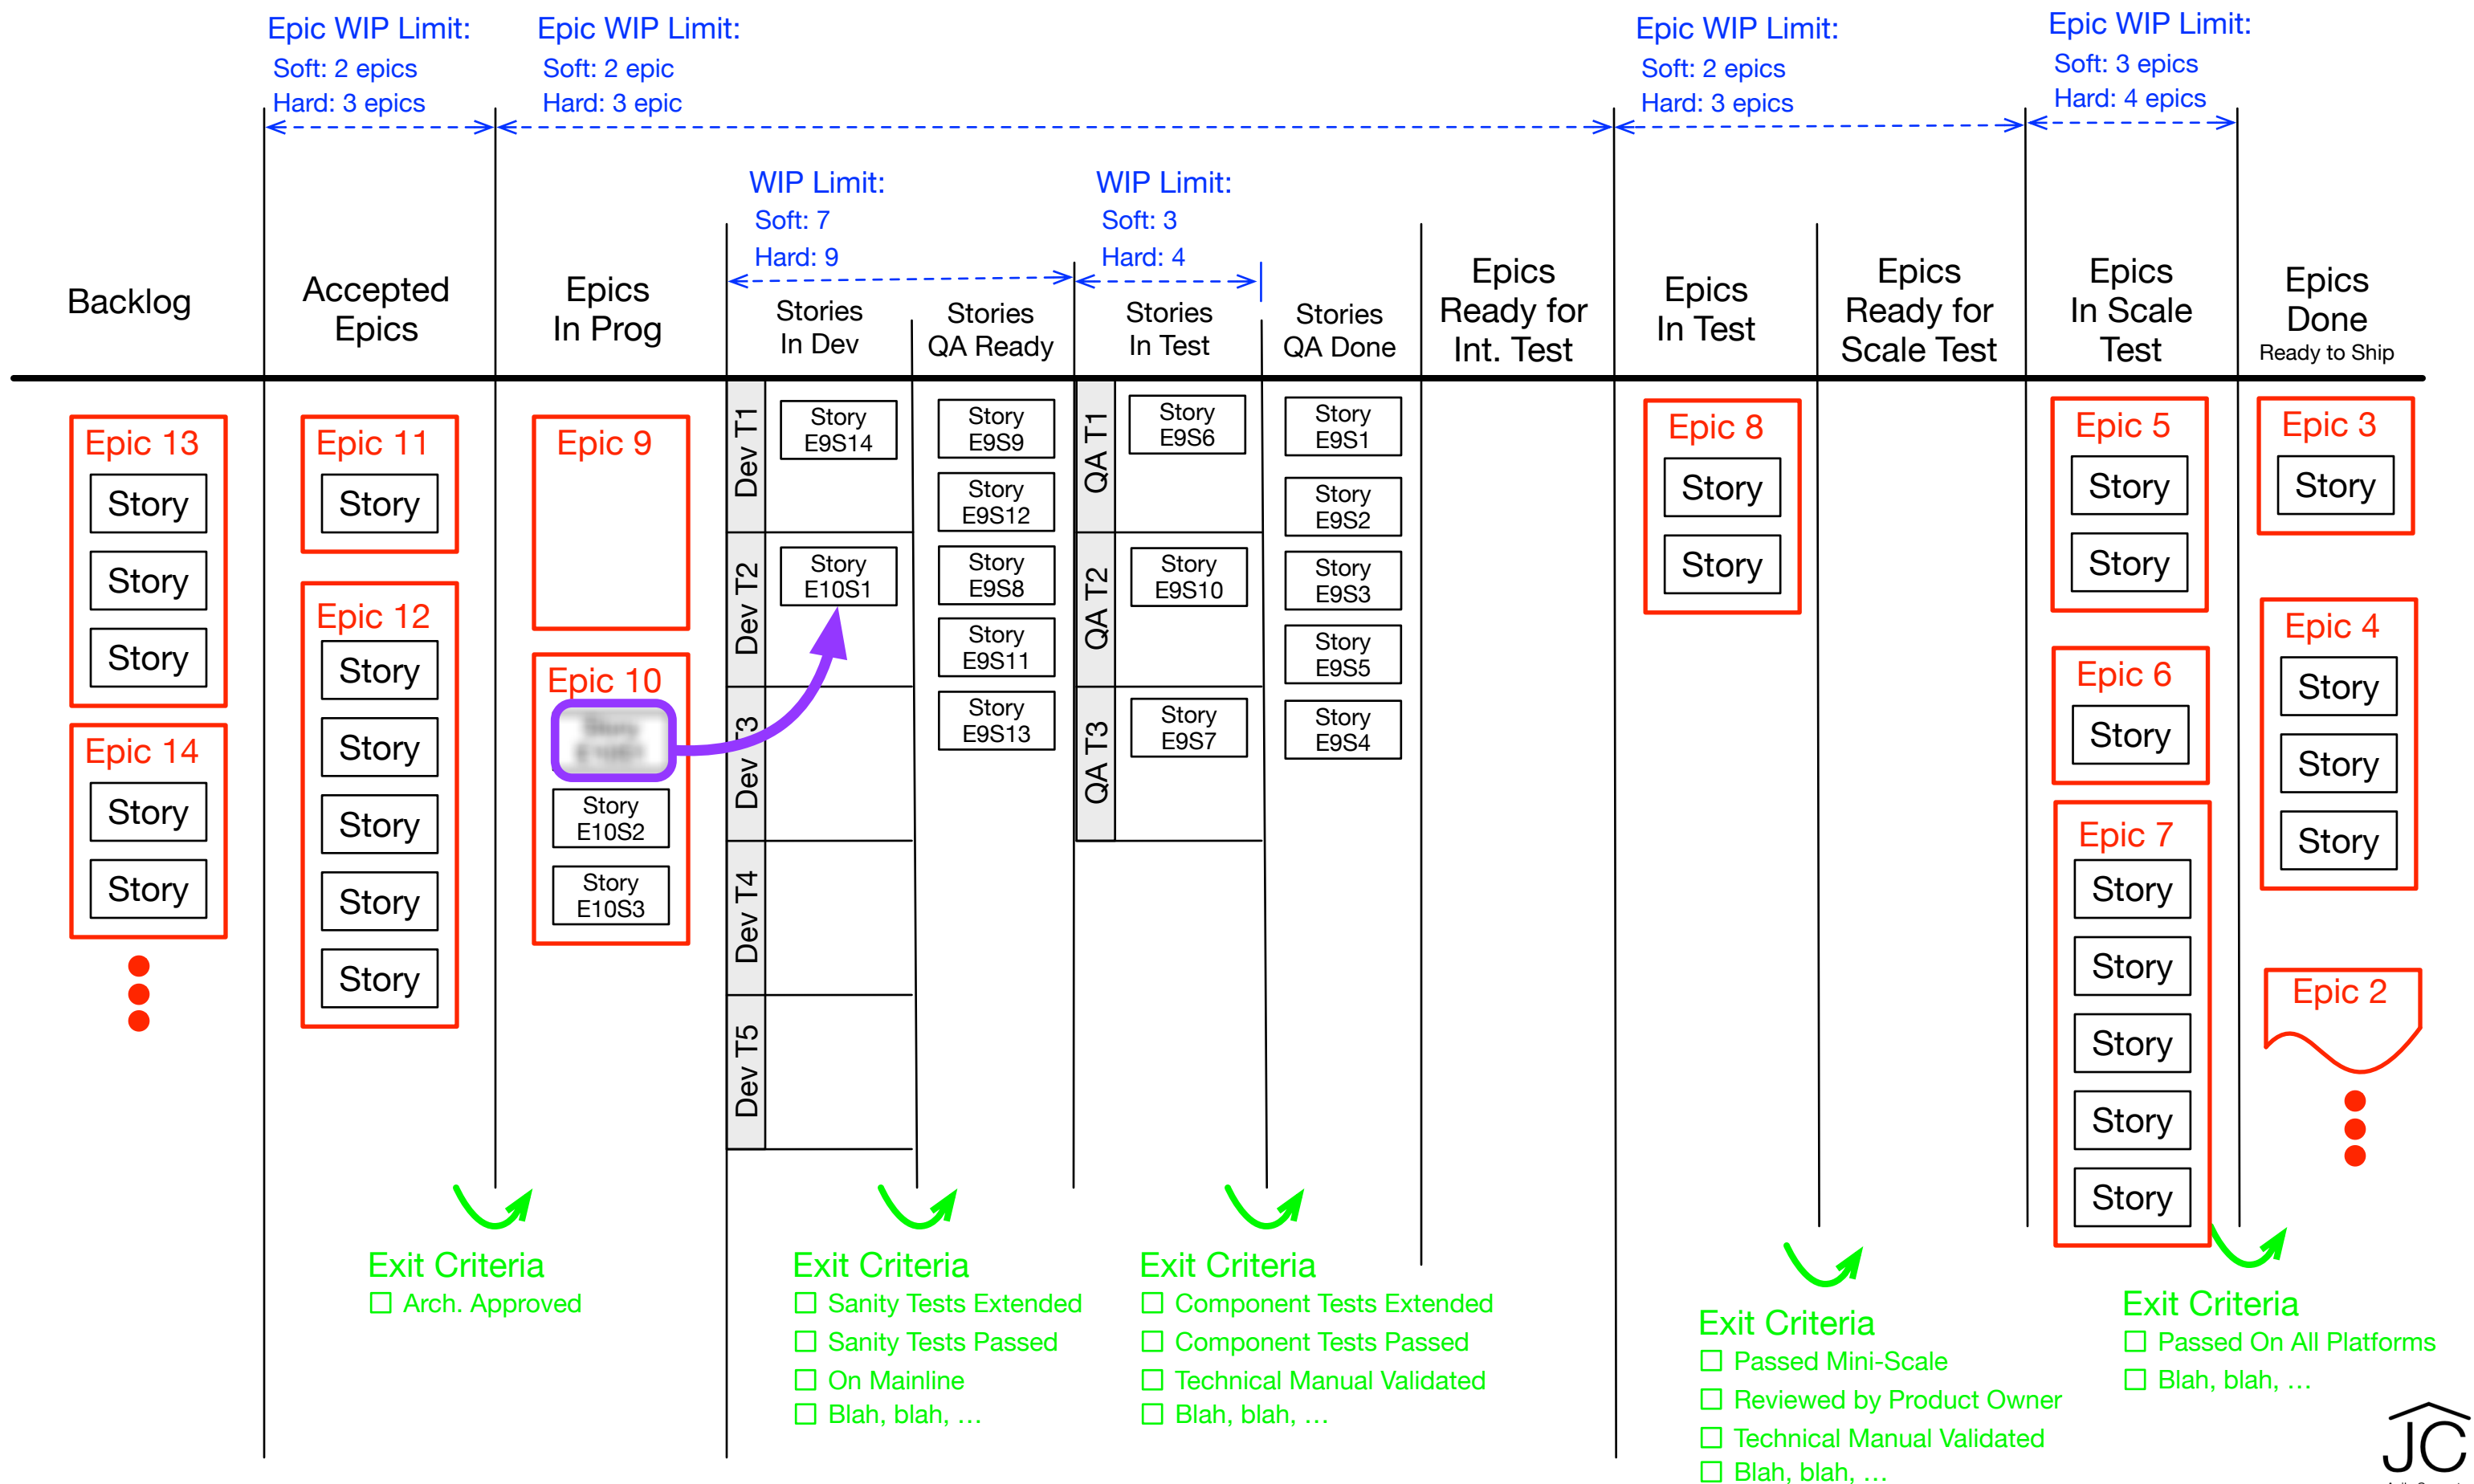 Epic WIP Limit:
Soft: 2 epics
Hard: 3 epics
Epic WIP Limit:
Soft: 2 epic
Hard: 3 epic
Epic WIP Limit:
Soft: 2 epics
Hard: 3 epics
Epic WIP Limit:
Soft: 3 epics
Hard: 4 epics
WIP Limit:
Soft: 7
Hard: 9
WIP Limit:
Soft: 3
Hard: 4
Backlog
Accepted
Epics
Epics
In Prog
Stories
In Dev
Stories
QA Ready
Stories
In Test
Stories
QA Done
Epics
Ready for
Int. Test
Epics
In Test
Epics
Ready for
Scale Test
Epics
In Scale
Test
Epics
Done
Ready to Ship
Epic 13
Story
Story
Story
Epic 14
Story
Story
Epic 11
Story
Epic 12
Story
Story
Story
Story
Story
Epic 9
Epic 10
Story
E10S2
Story
E10S3
Dev T1
Dev T2
Dev T3
Dev T4
Dev T5
Story
E9S14
Story
E10S1
Story
E9S9
Story
E9S12
Story
E9S8
Story
E9S11
Story
E9S13
QA T1
QA T2
QA T3
Story
E9S6
Story
E9S10
Story
E9S7
Story
E9S1
Story
E9S2
Story
E9S3
Story
E9S5
Story
E9S4
Epic 8
Story
Story
Epic 5
Story
Story
Epic 6
Story
Epic 7
Story
Story
Story
Story
Story
Epic 3
Story
Epic 4
Story
Story
Story
Epic 2
Exit Criteria
Arch. Approved
Exit Criteria
Sanity Tests Extended
Sanity Tests Passed
On Mainline
Blah, blah, …
Exit Criteria
Component Tests Extended
Component Tests Passed
Technical Manual Validated
Blah, blah, …
Exit Criteria
Passed Mini-Scale
Reviewed by Product Owner
Technical Manual Validated
Blah, blah, …
Exit Criteria
Passed On All Platforms
Blah, blah, …
JC